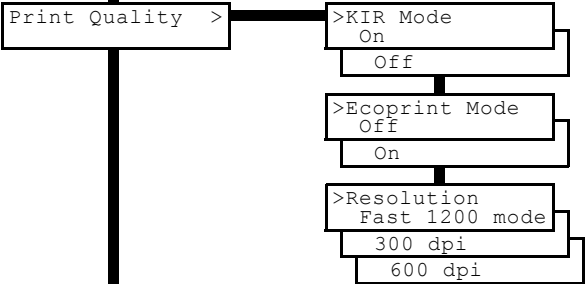 Print Quality >
>KIR Mode
On
Off
>Ecoprint Mode
Off
On
>Resolution
Fast 1200 mode
300 dpi
600 dpi